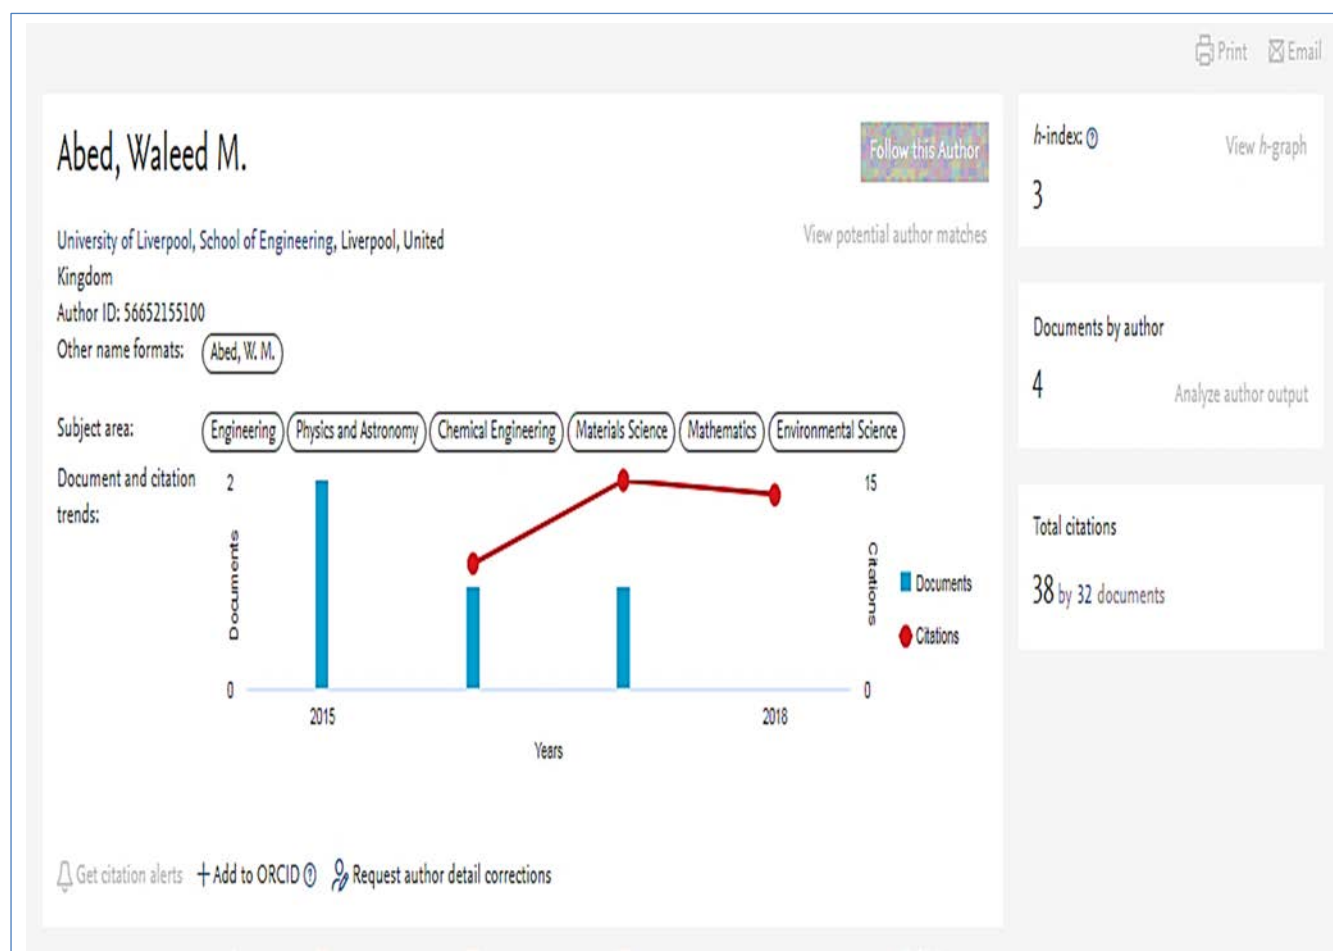 Print Email
Abed, Waleed M.
Follow this Author
University of Liverpool, School of Engineering, Liverpool, United
Kingdom
View potential author matches
Author ID: 56652155100
Other name formats: Abed, W. M.
Subject area: Engineering Physics and Astronomy Chemical Engineering Materials Science Mathematics Environmental Science
Document and citation
trends:
2
15
Documents
Citations
0
0
2015
2018
Years
Documents
Citations
Get citation alerts +Add to ORCID Request author detail corrections
h-index: View h-graph
3
Documents by author
4
Analyze author output
Total citations
38 by 32 documents